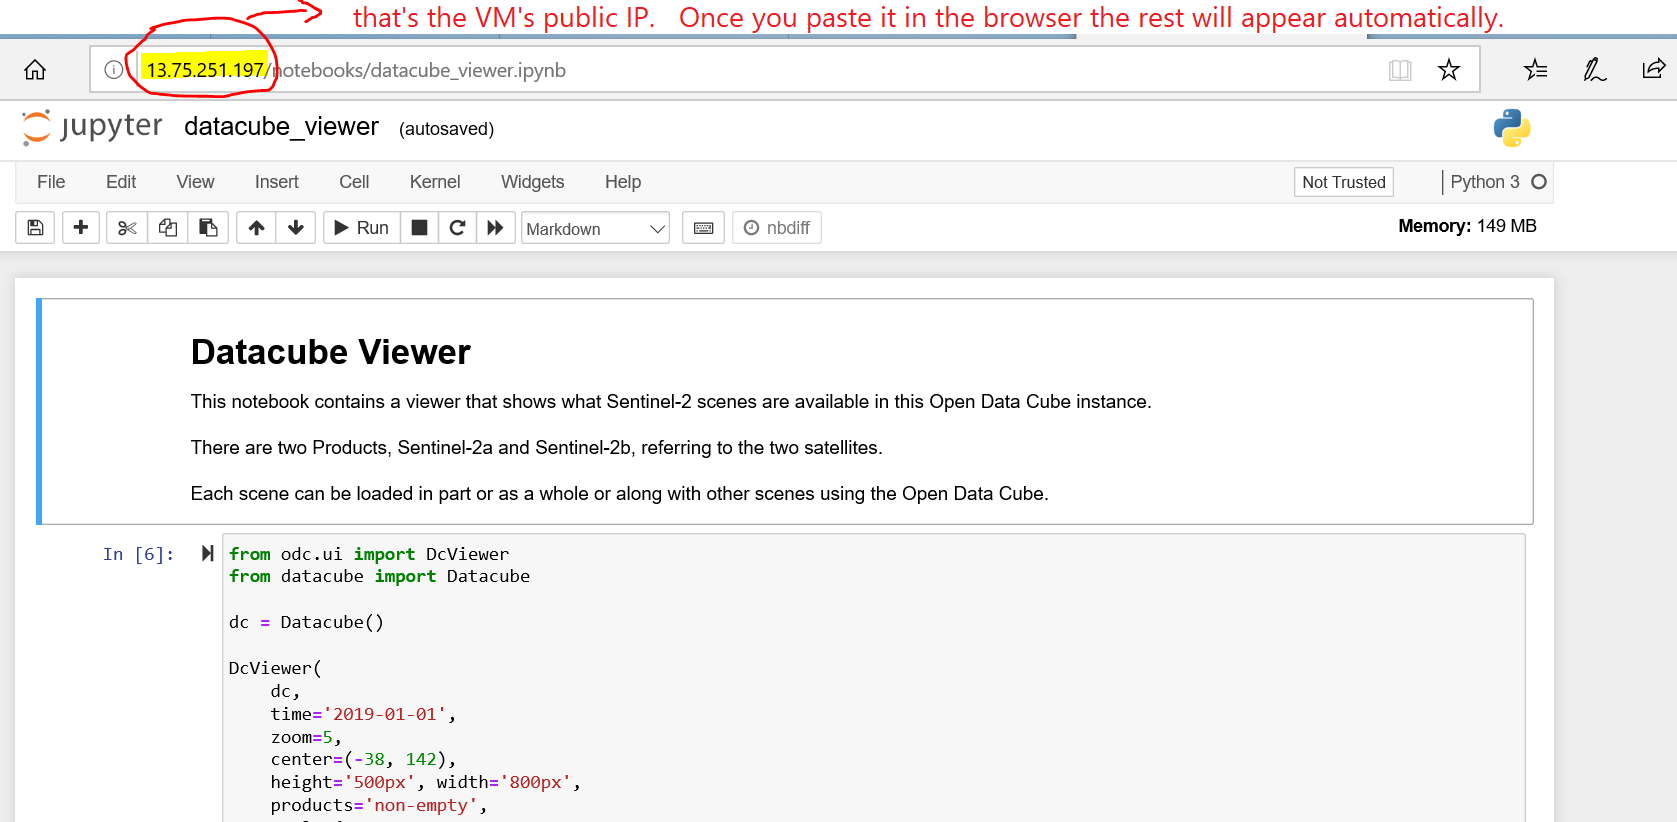 that's the VM's public IP.   Once you paste it in the browser the rest will appear automatically.
13.75.251.197/notebooks/datacube_viewer.ipynb
jupyter datacube_viewer (autosaved)
File Edit View Insert Cell Kernel Widgets Help Not Trusted Python 3
Run Markdown nbdiff Memory: 149 MB
Datacube Viewer
This notebook contains a viewer that shows what Sentinel-2 scenes are available in this Open Data Cube instance.
There are two Products, Sentinel-2a and Sentinel-2b, referring to the two satellites.
Each scene can be loaded in part or as a whole or along with other scenes using the Open Data Cube.
In [6]: from odc.ui import DcViewer
from datacube import Datacube
dc = Datacube()
DcViewer(
    dc,
    time='2019-01-01',
    zoom=5,
    center=(-38, 142),
    height='500px', width='800px',
    products='non-empty',